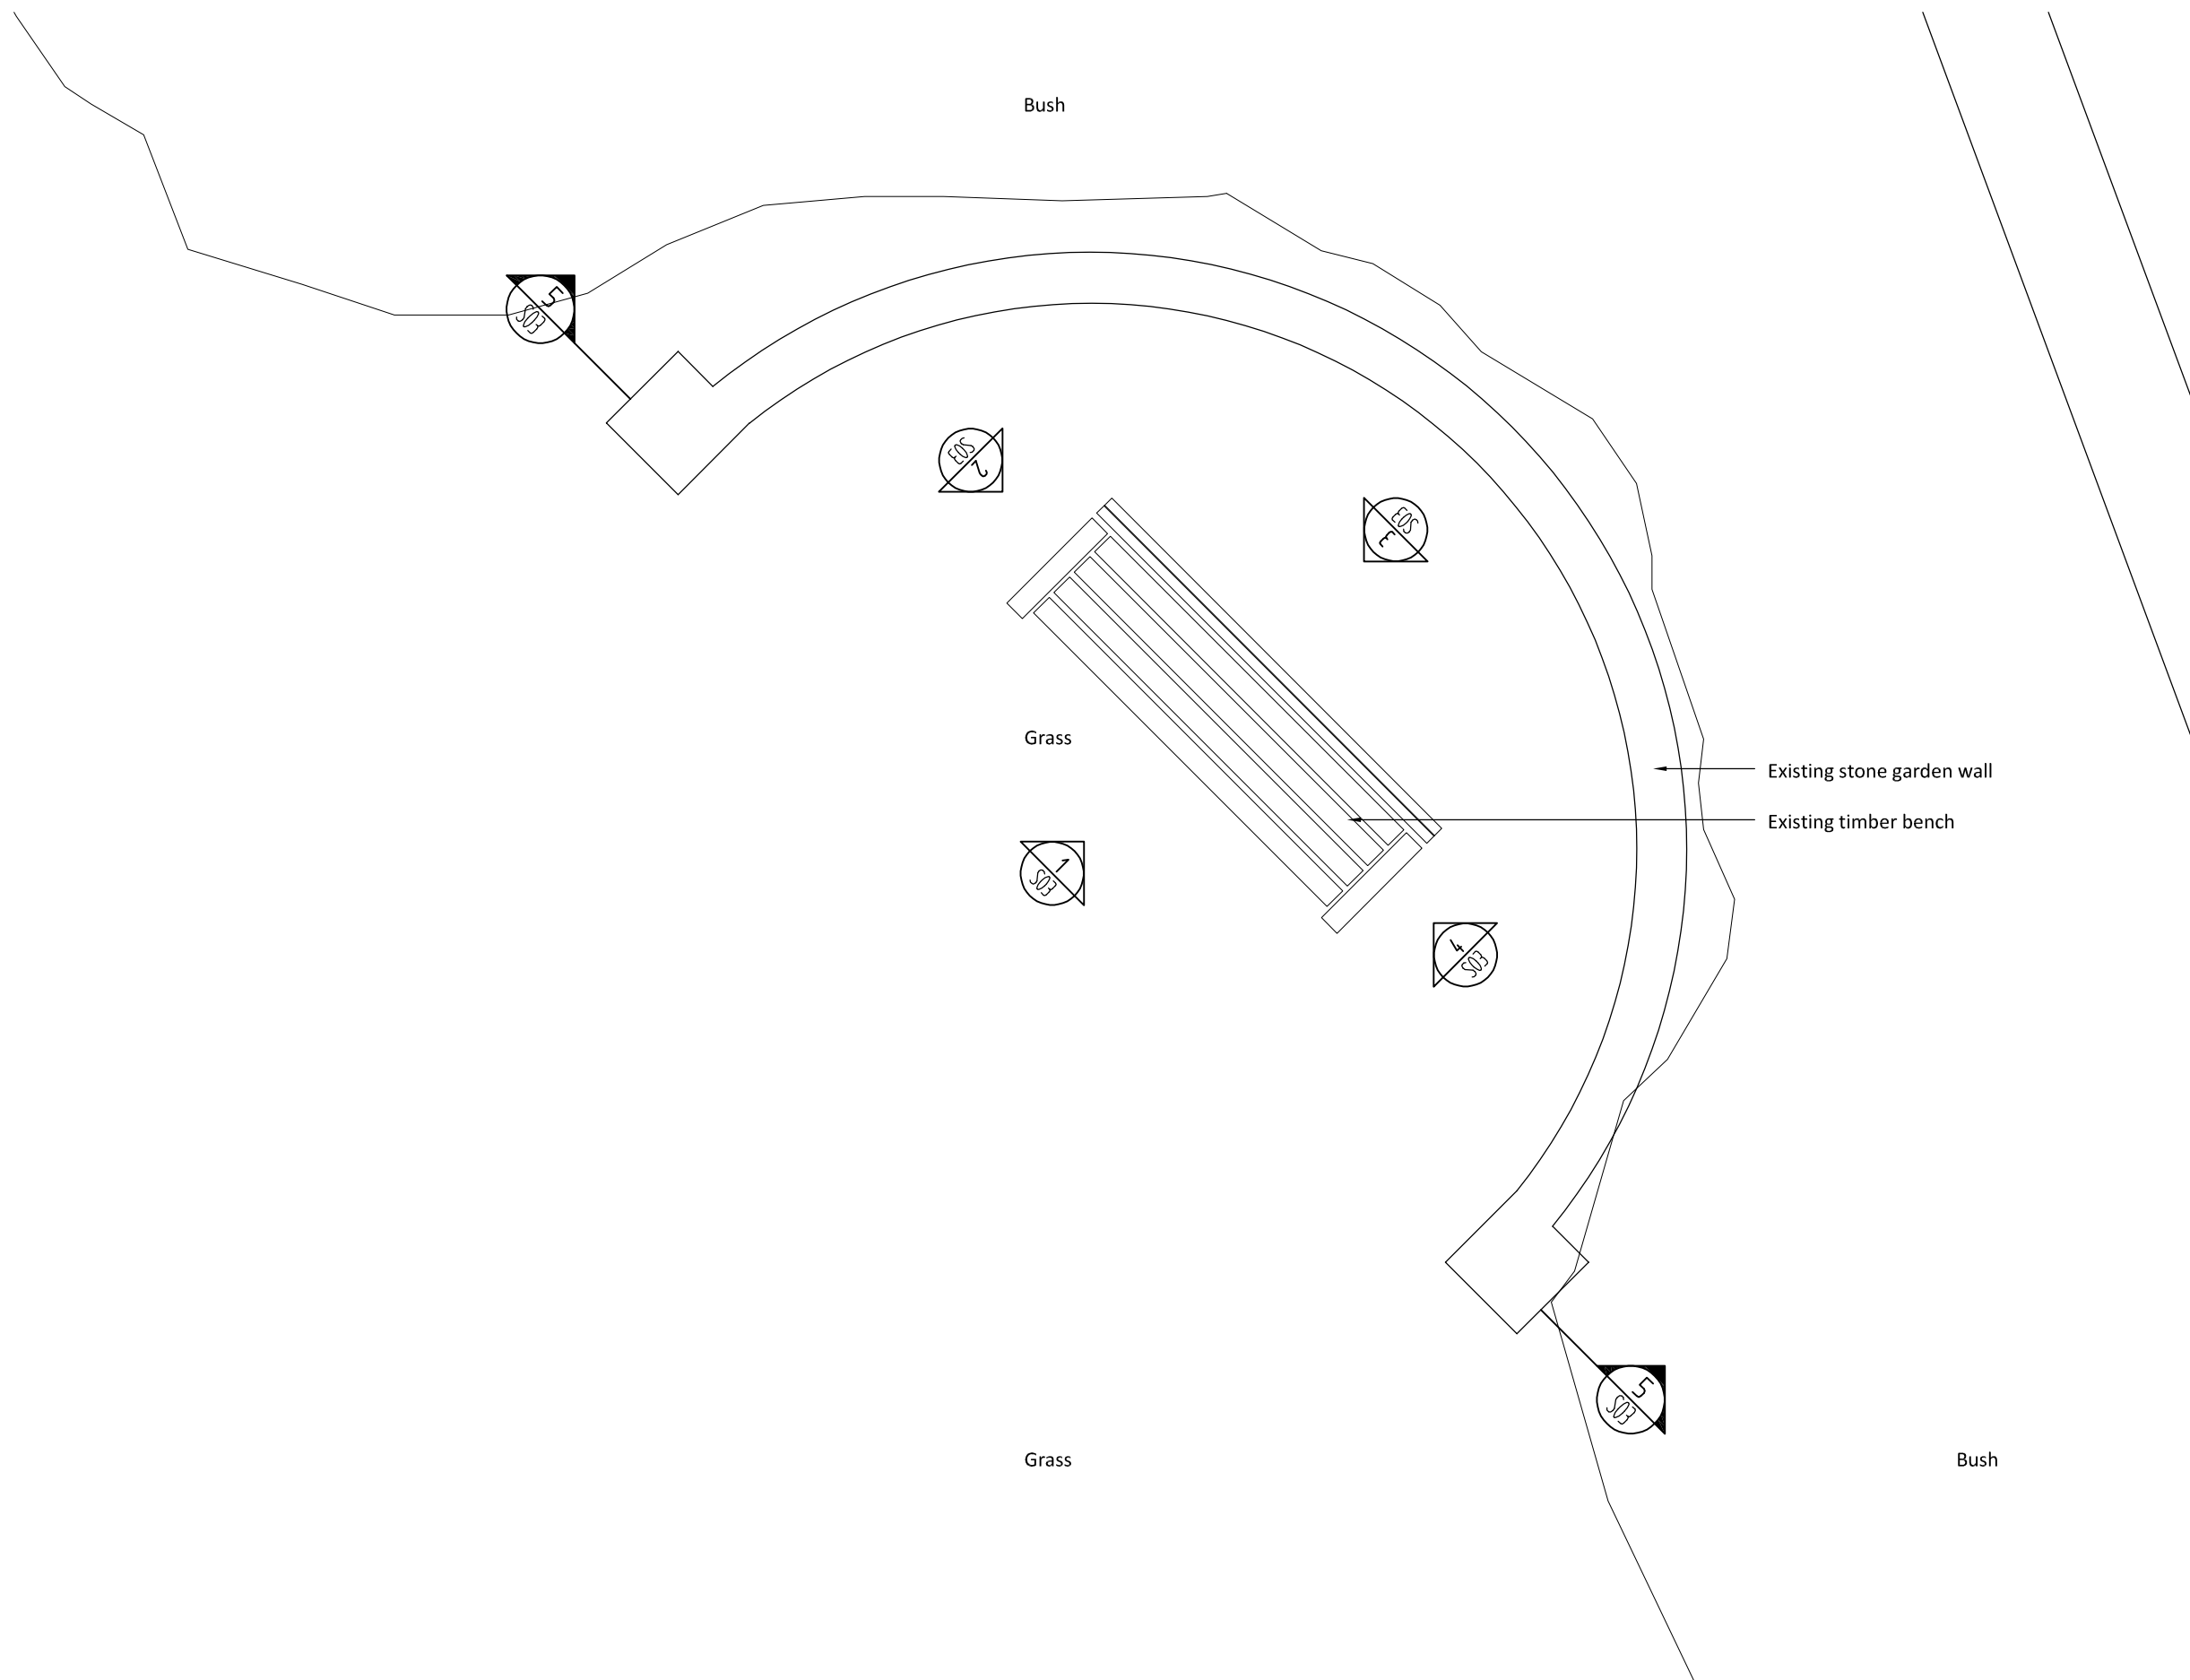 Bush
5
S03
2
S03
3
S03
Grass
Existing stone garden wall
Existing timber bench
1
S03
4
S03
5
S03
Grass
Bush